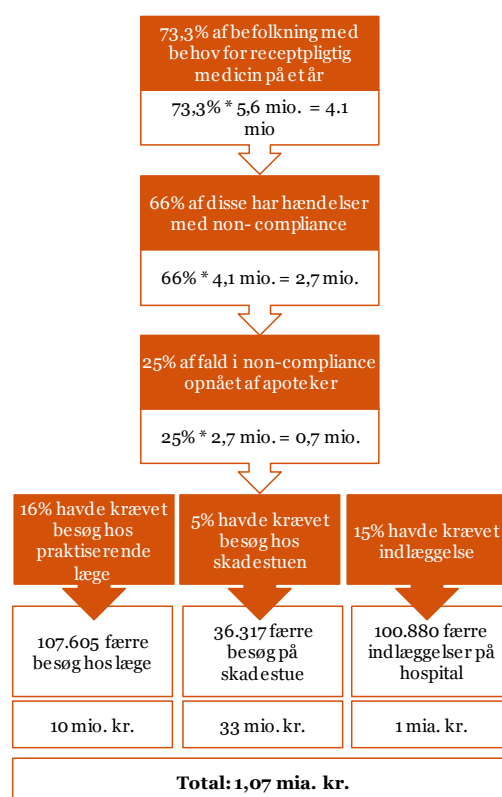 73,3% af befolkning med
behov for receptpligtig
medicin på et år
73,3% * 5,6 mio. = 4.1
mio
66% af disse har hændelser
med non- compliance
66% * 4,1 mio. = 2,7 mio.
25% af fald i non-compliance
opnået af apoteker
25% * 2,7 mio. = 0,7 mio.
16% havde krævet
besøg hos
praktiserende
læge
5% havde krævet
besøg hos
skadestuen
15% havde krævet
indlæggelse
107.605 færre
besøg hos læge
36.317 færre
besøg på
skadestue
100.880 færre
indlæggelser på
hospital
10 mio. kr.
33 mio. kr.
1 mia. kr.
Total: 1,07 mia. kr.